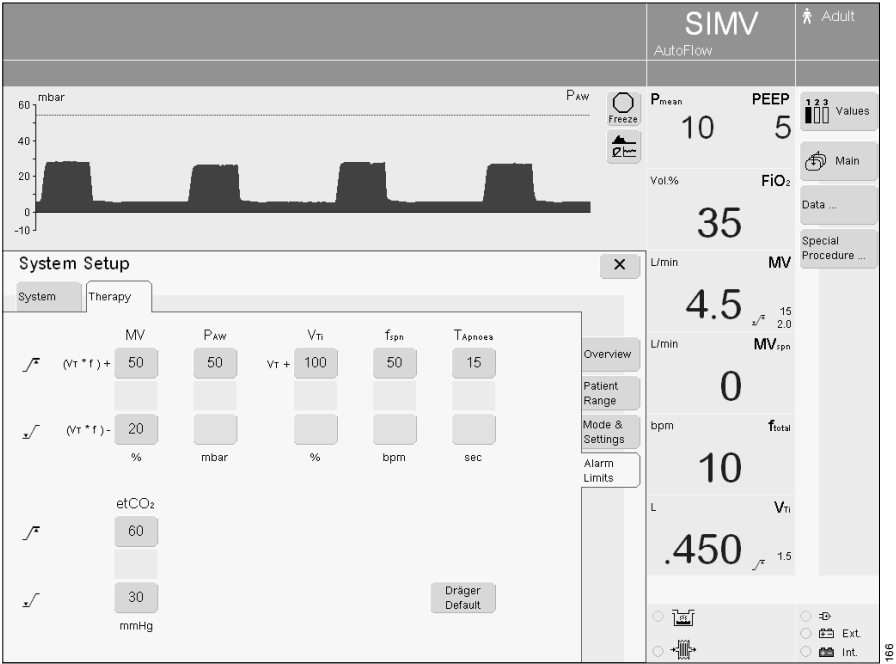 SIMV
AutoFlow
Adult
mbar
PAW
60
40
20
0
-10
Freeze
Pmean
PEEP
10
5
1 2 3
Values
Main
Vol.%
FiO2
35
Data ...
Special
Procedure ...
System Setup
System
Therapy
L/min
MV
4.5
15
2.0
MV
PAW
VTi
fspn
TApnoea
(VT * f ) +
50
50
VT +
100
50
15
(VT * f ) -
20
%
mbar
%
bpm
sec
Overview
Patient
Range
Mode &
Settings
Alarm
Limits
L/min
MVspn
0
bpm
ftotal
10
etCO2
60
30
mmHg
Dräger
Default
L
VTi
.450
1.5
Ext.
Int.
166